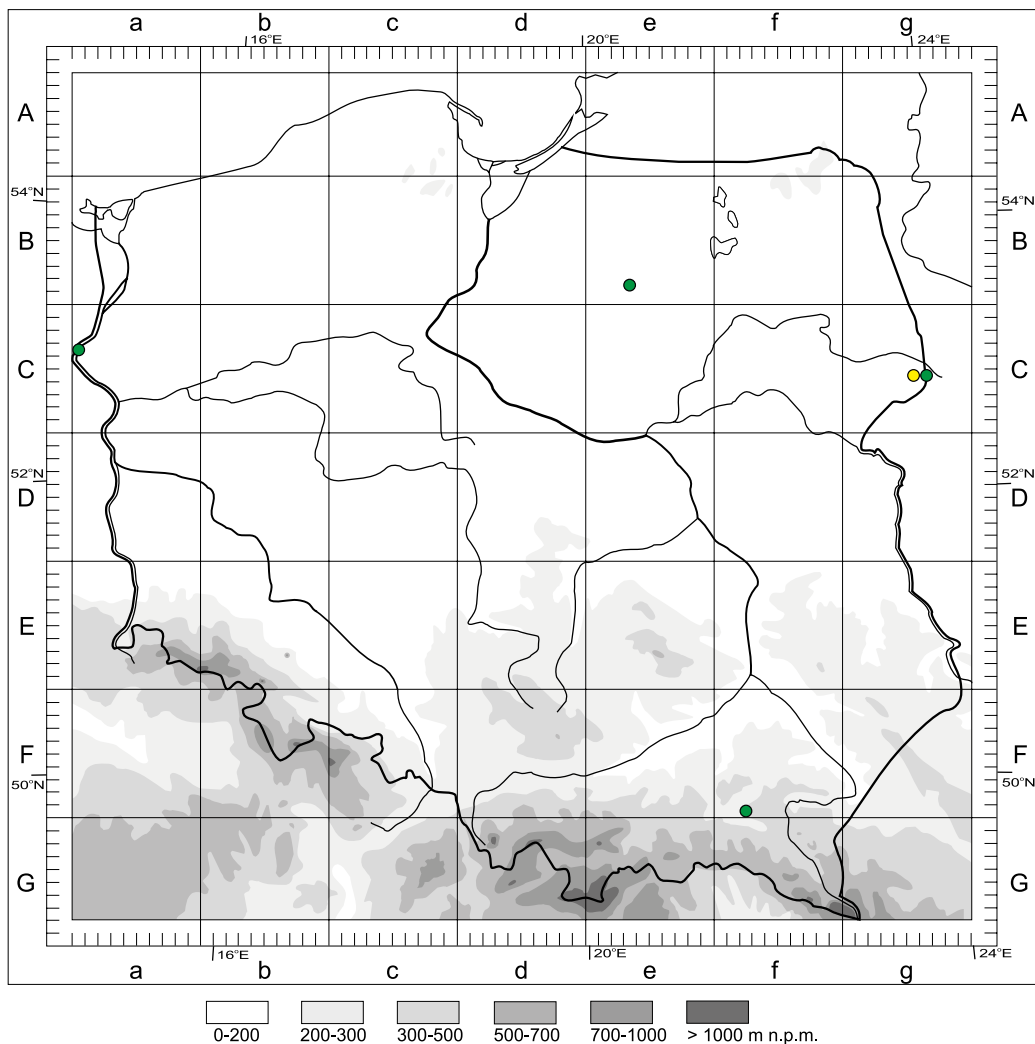 a b c d e f g
16°E 20°E 24°E
A A
54°N 54°N
B B
C C
52°N 52°N
D D
E E
F F
50°N 50°N
G G
16°E 20°E 24°E
a b c d e f g
0-200 200-300 300-500 500-700 700-1000 > 1000 m n.p.m.